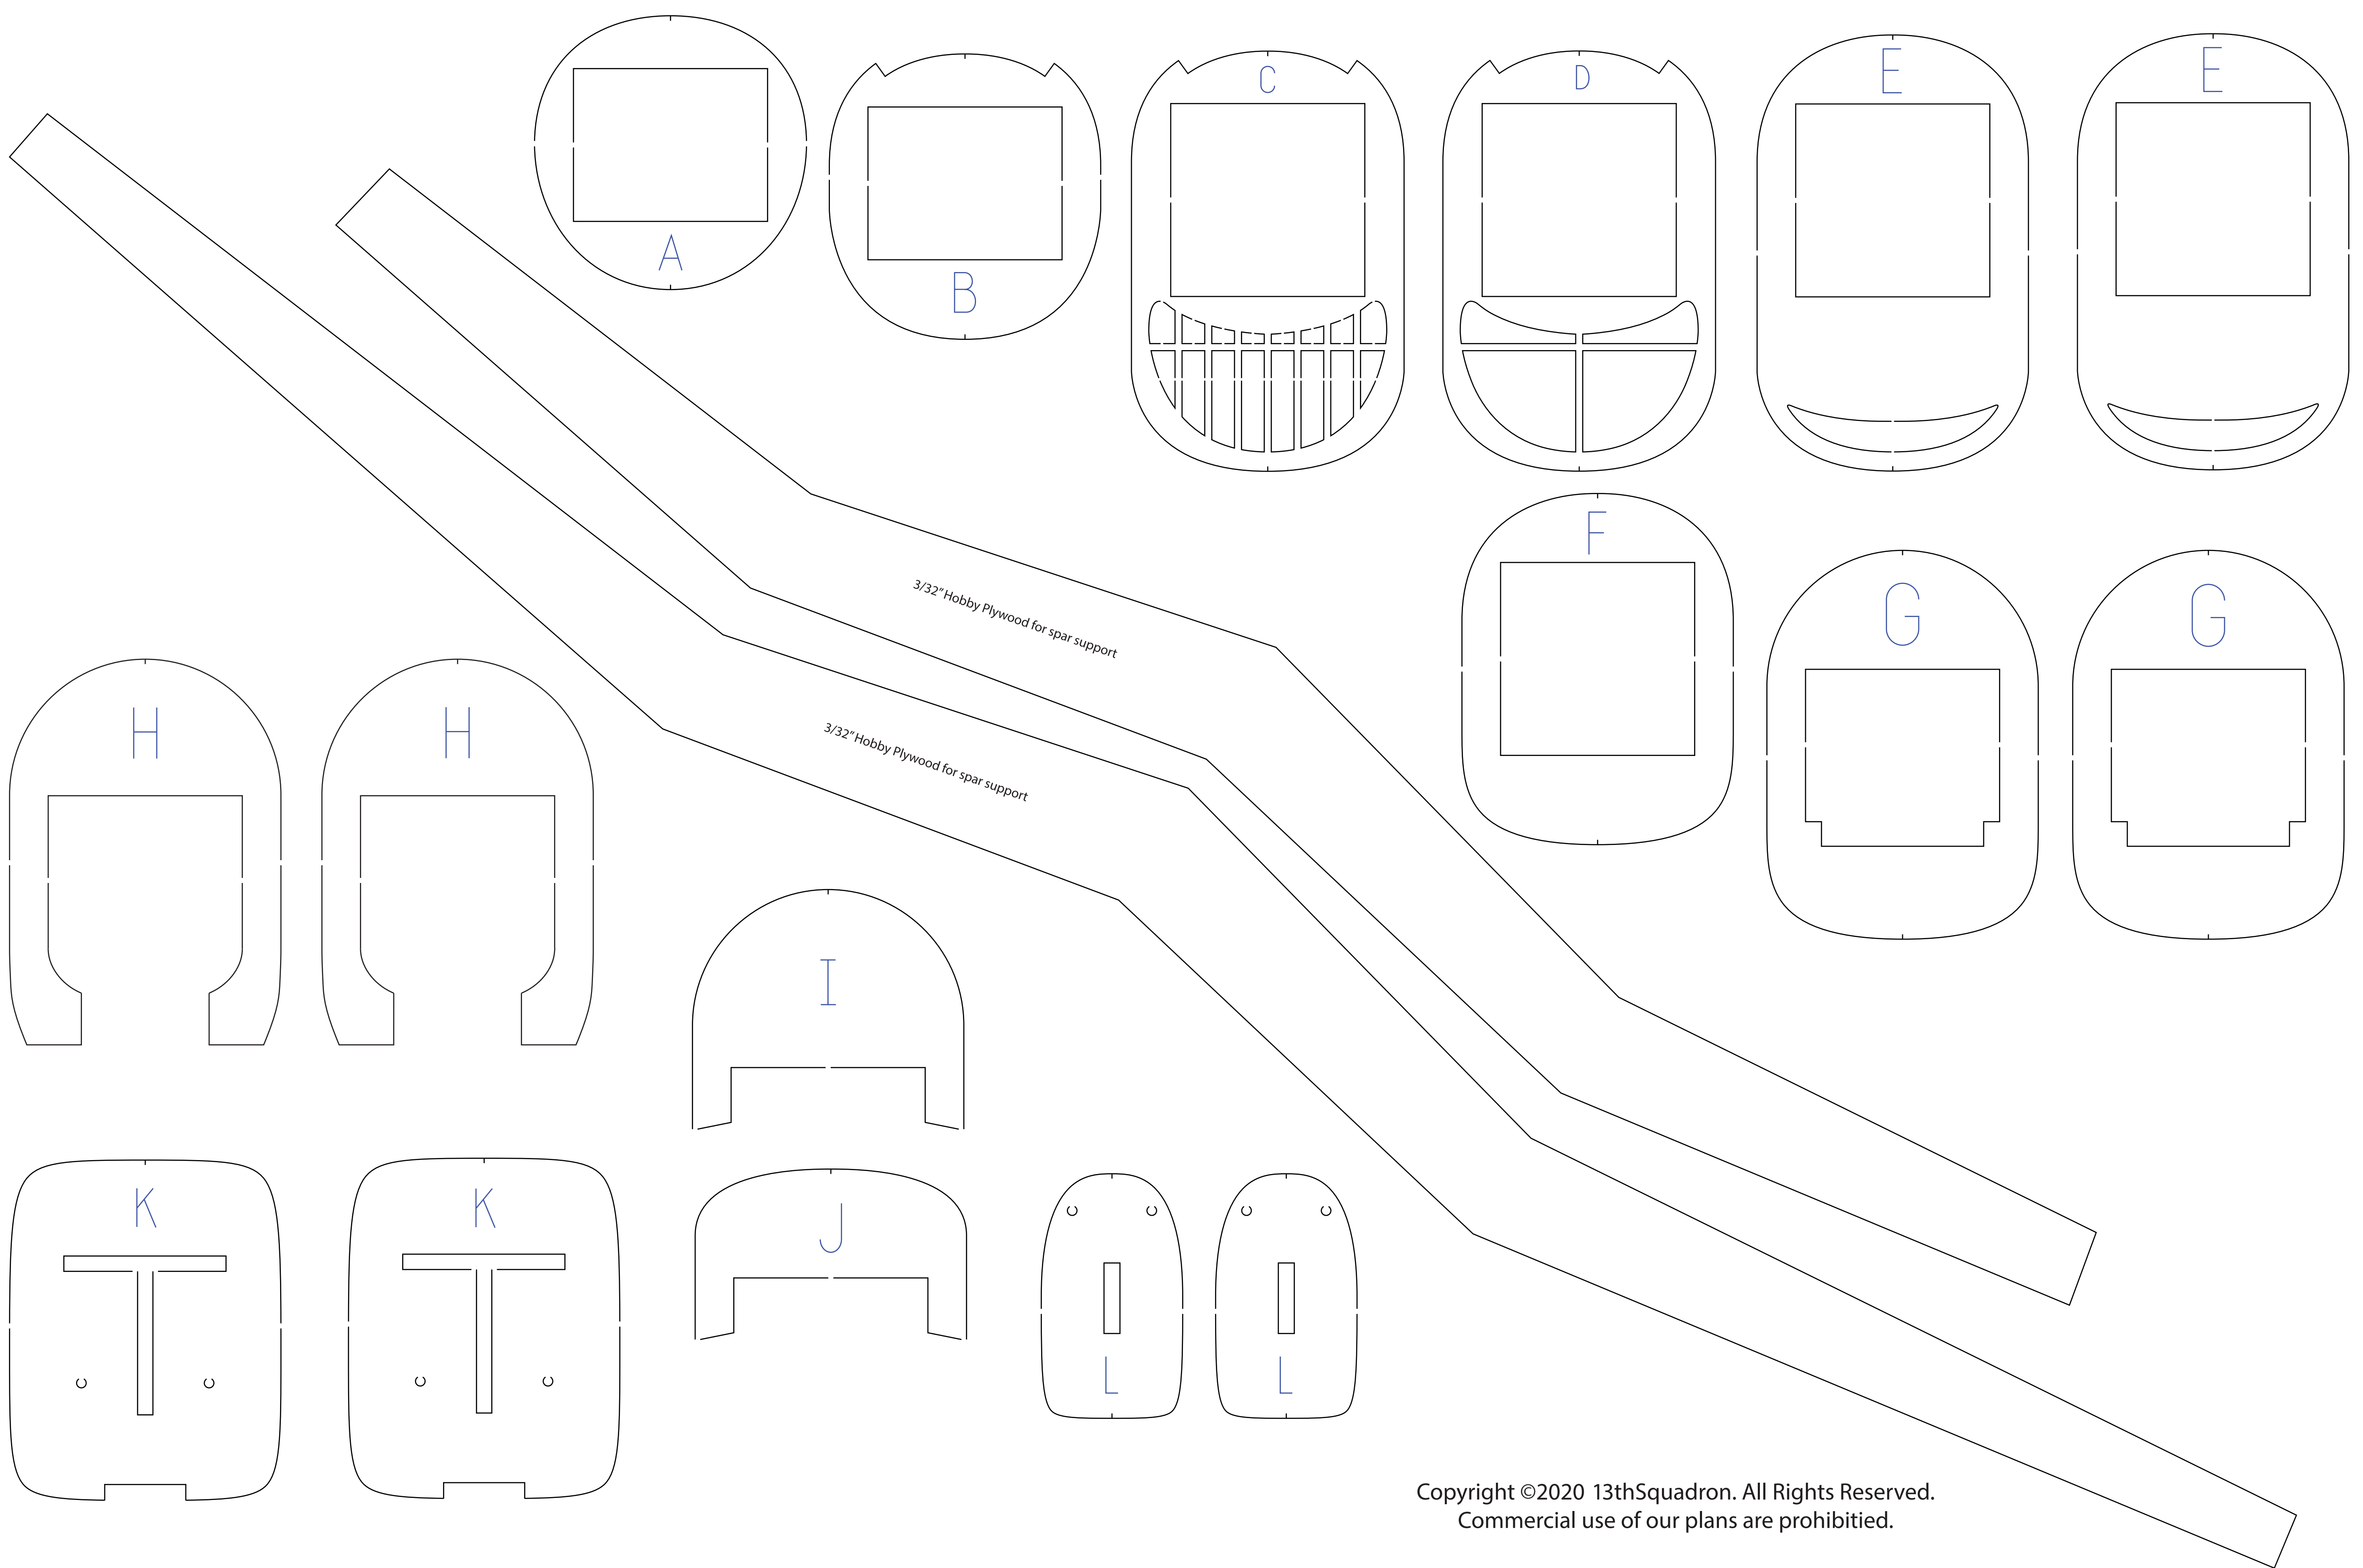 A
B
C
D
E
E
F
G
G
3/32” Hobby Plywood for spar support
3/32” Hobby Plywood for spar support
H
H
I
J
K
K
L
L
Copyright ©2020 13thSquadron. All Rights Reserved.
Commercial use of our plans are prohibitied.